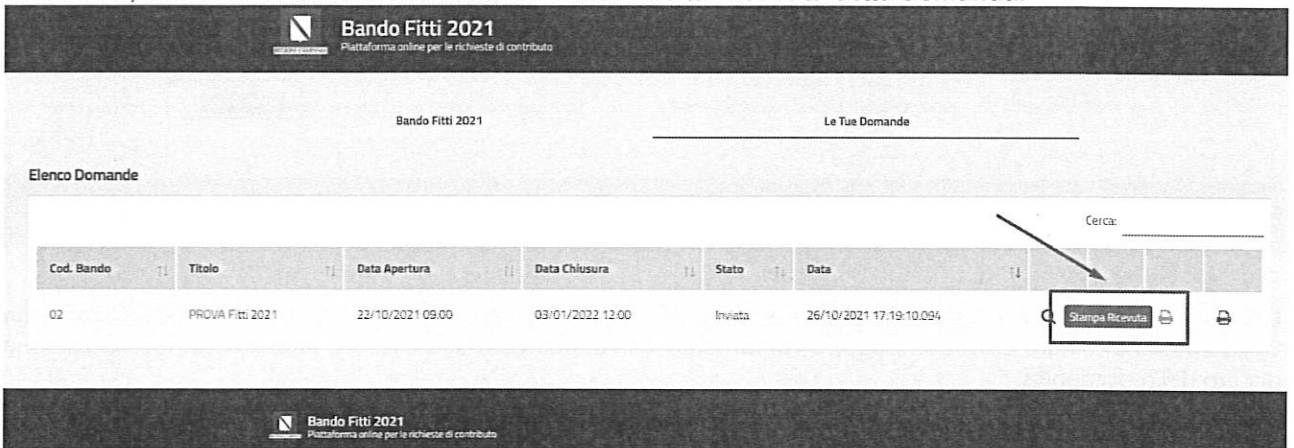 Bando Fitti 2021
REGIONE CAMPANIA
Piattaforma online per le richieste di contributo
Bando Fitti 2021
Le Tue Domande
Elenco Domande
Cerca:
Cod. Bando Titolo Data Apertura Data Chiusura Stato Data
02 PROVA Fitti 2021 22/10/2021 09:00 03/01/2022 12:00 Inviata 26/10/2021 17.19:10.094 Stampa Ricevuta
Bando Fitti 2021
Piattaforma online per le richieste di contributo